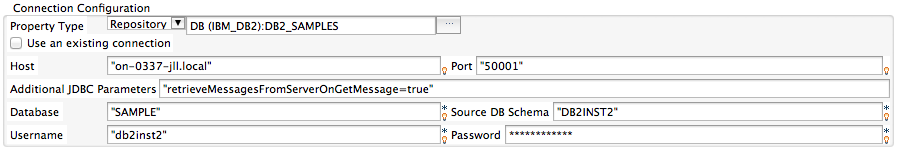 Connection Configuration
Property Type Repository DB (IBM_DB2):DB2_SAMPLES ...
Use an existing connection
Host "on-0337-jll.local" Port "50001"
Additional JDBC Parameters "retrieveMessagesFromServerOnGetMessage=true"
Database "SAMPLE" * Source DB Schema "DB2INST2" *
Username "db2inst2" * Password ************ *